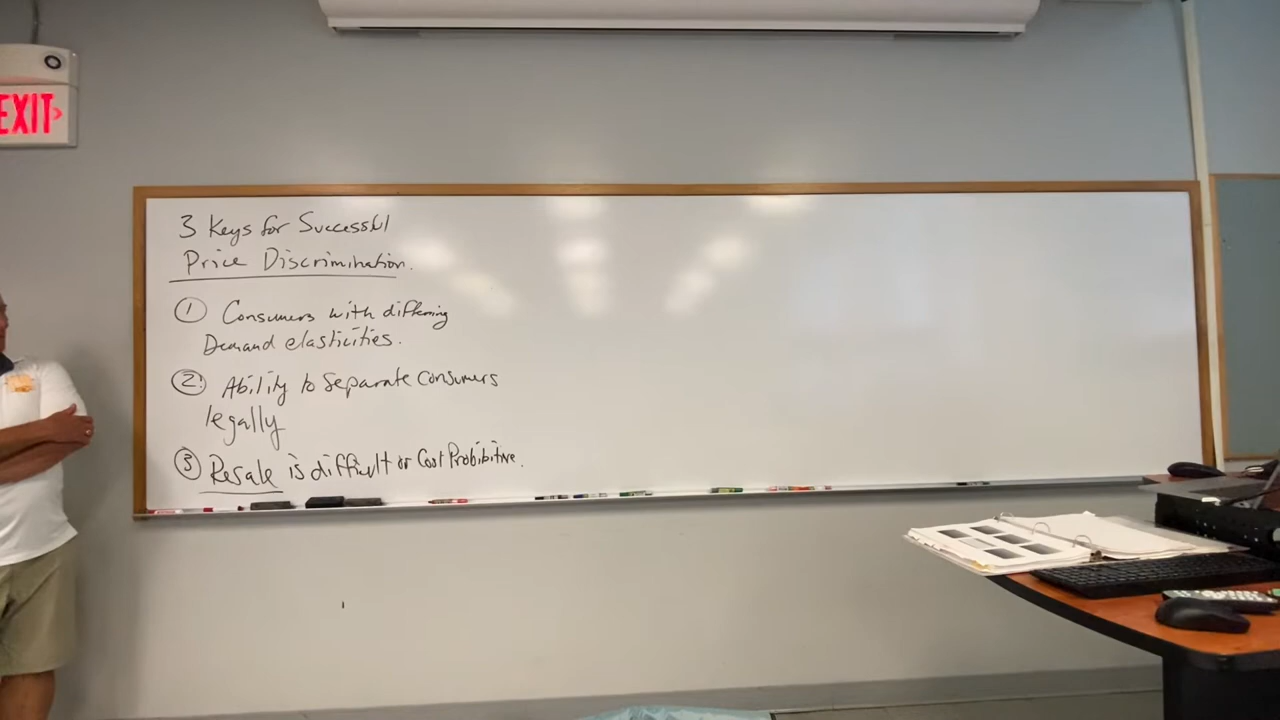 EXIT
3 Keys for Successful
Price Discrimination.
① Consumers with differing
Demand elasticities.
② Ability to Separate Consumers
legally
③ Resale is difficult or Cost Prohibitive.